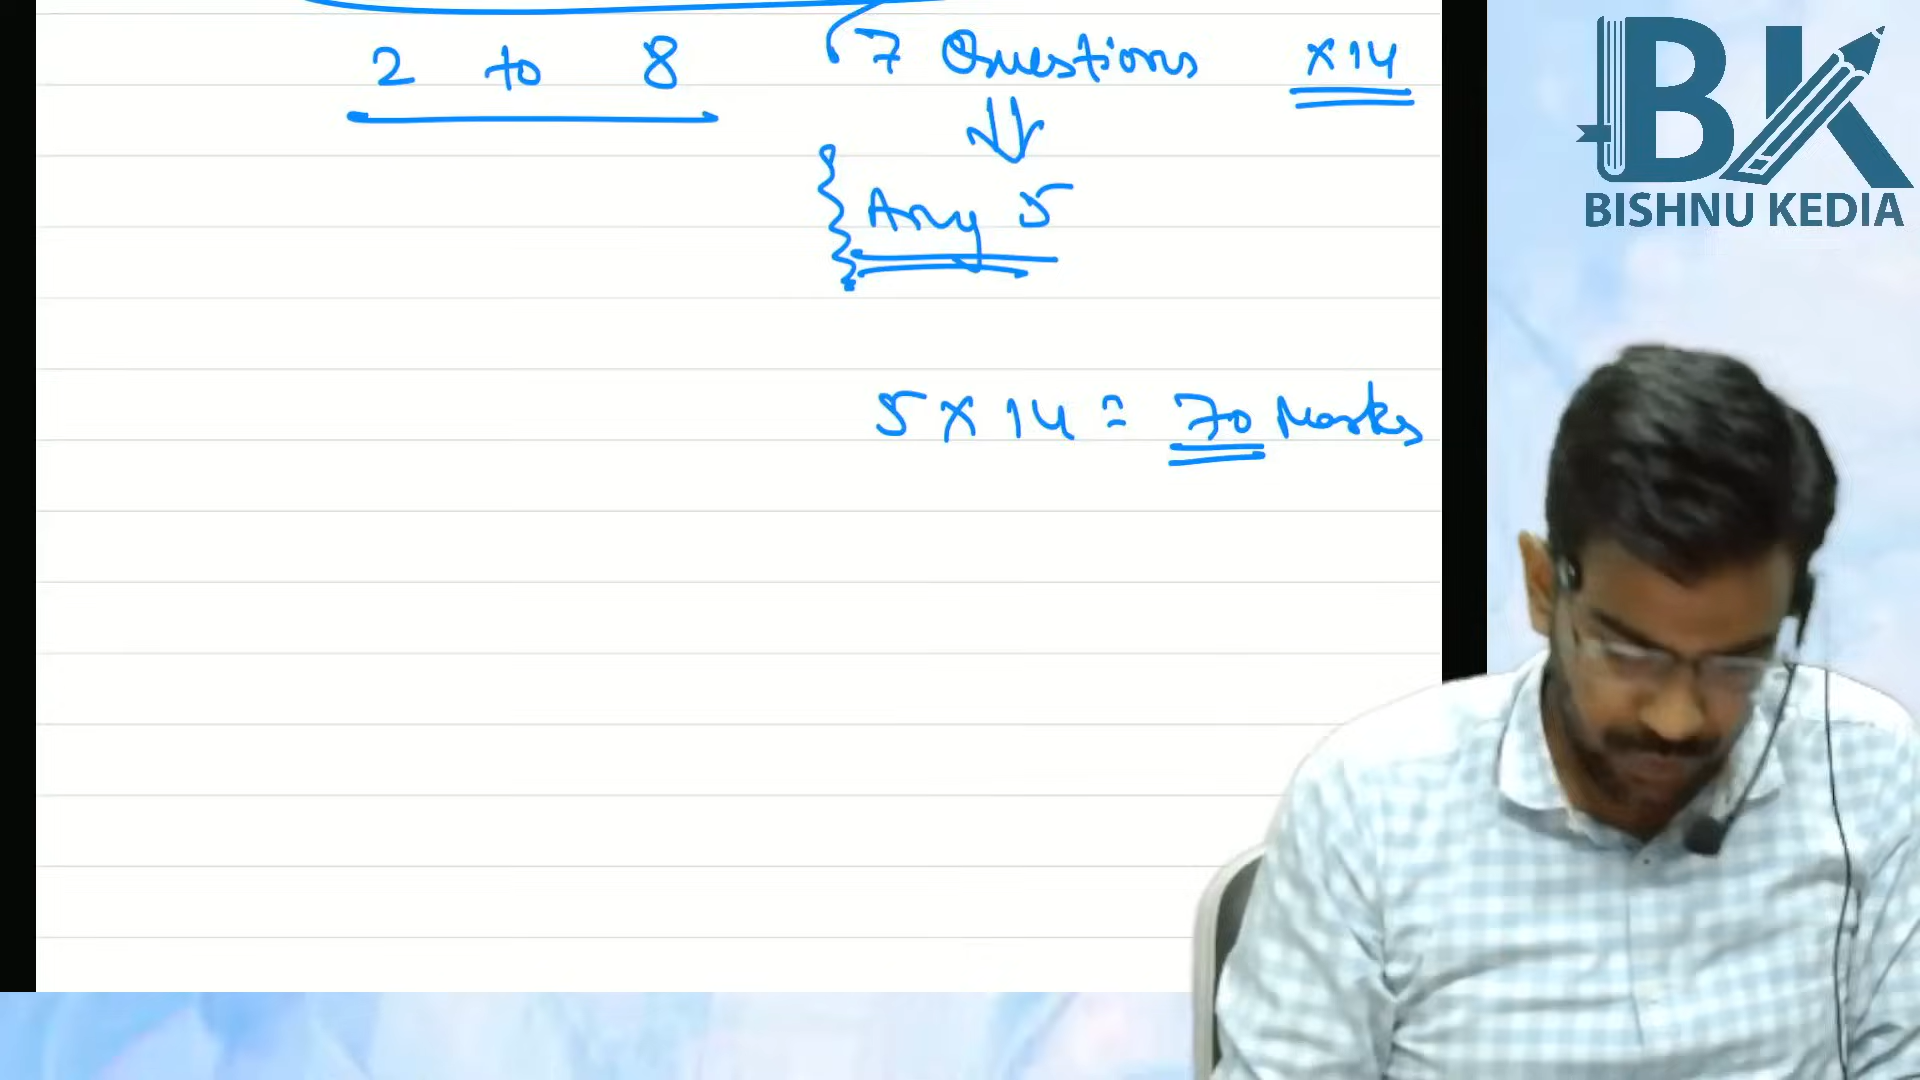 2 to 8 7 Questions x14
Any 5
5 x 14 = 70 Marks
BK
BISHNU KEDIA